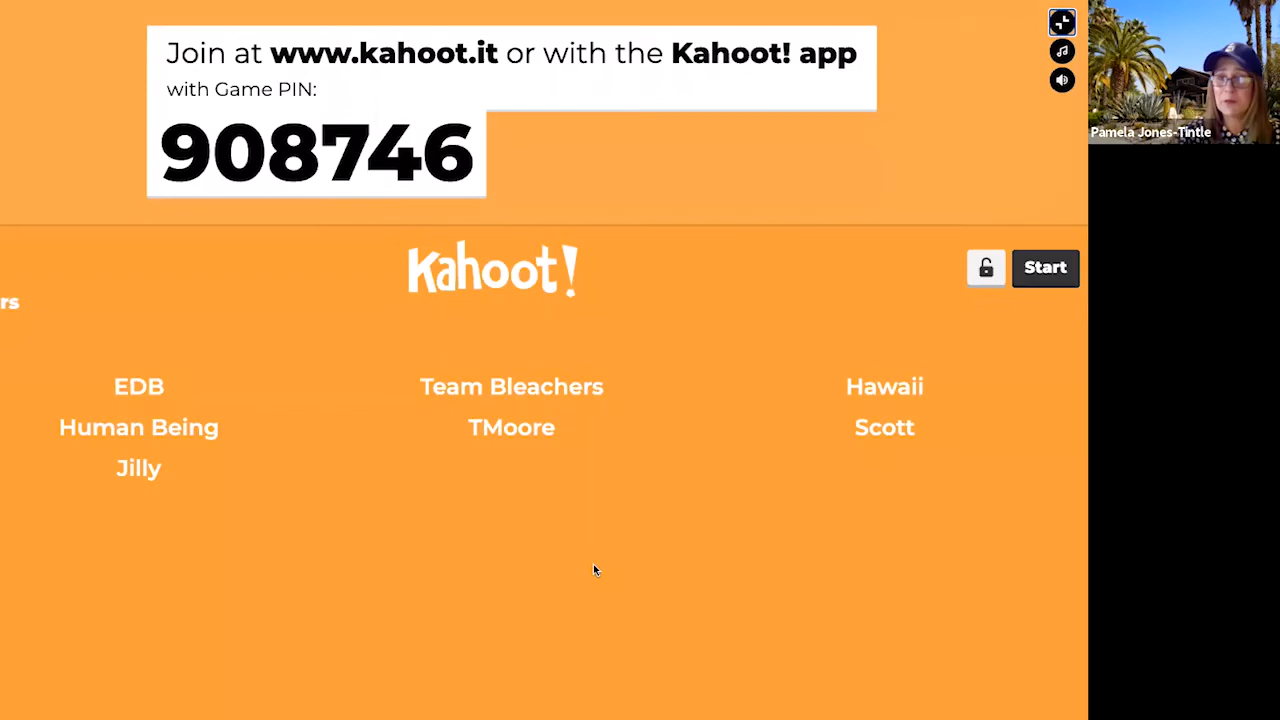 Join at www.kahoot.it or with the Kahoot! app
with Game PIN:
908746
Pamela Jones-Tintle
Kahoot!
Start
rs
EDB
Team Bleachers
Hawaii
Human Being
TMoore
Scott
Jilly